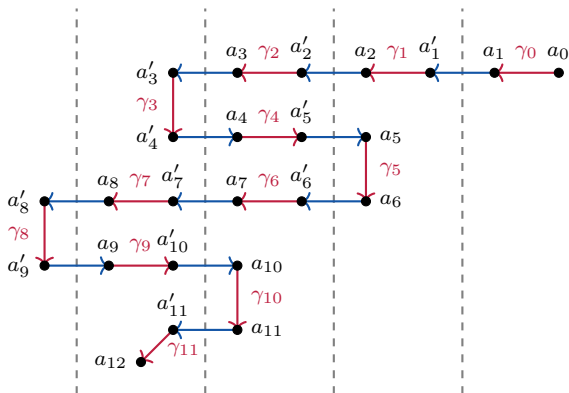 a′₃ a₃ γ₂ a′₂ a₂ γ₁ a′₁ a₁ γ₀ a₀
γ₃
a′₄ a₄ γ₄ a′₅ a₅
γ₅
a′₈ a₈ γ₇ a′₇ a₇ γ₆ a′₆ a₆
γ₈
a′₉ a₉ γ₉ a′₁₀ a₁₀
γ₁₀
a′₁₁ a₁₁
γ₁₁
a₁₂